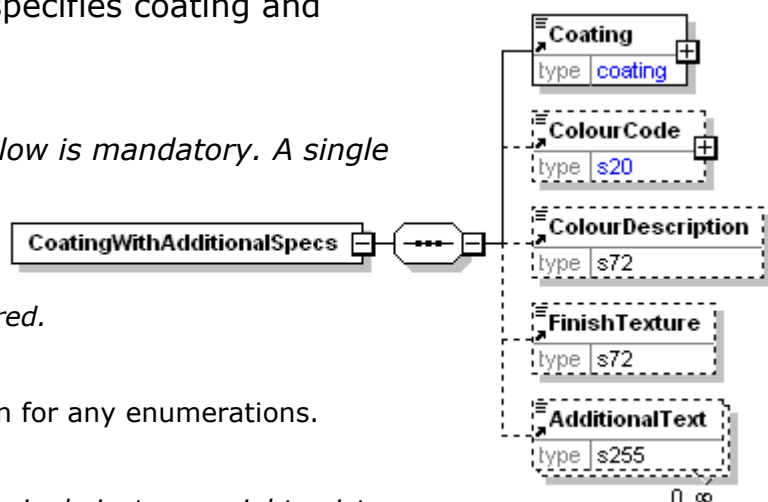 specifies coating and
low is mandatory. A single
red.
n for any enumerations.
CoatingWithAdditionalSpecs
Coating
type coating
ColourCode
type s20
ColourDescription
type s72
FinishTexture
type s72
AdditionalText
type s255